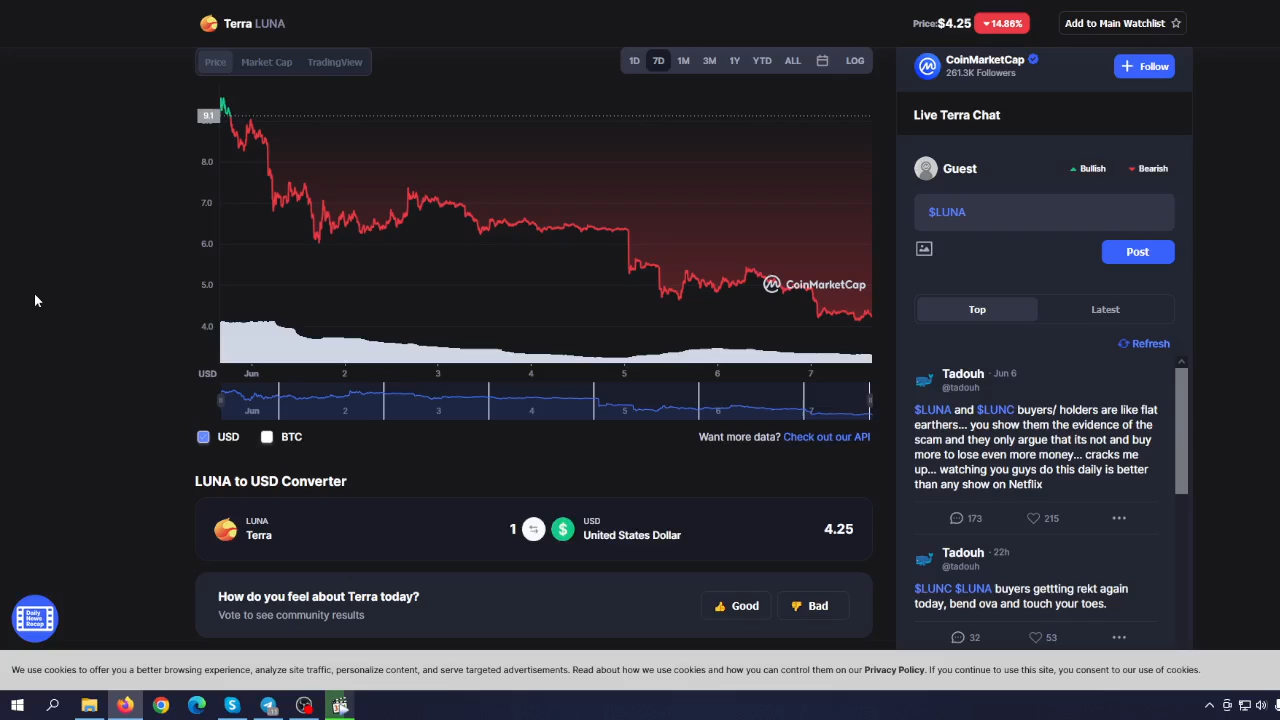 Terra LUNA
Price:$4.25 14.86%
Add to Main Watchlist
Price Market Cap TradingView
1D 7D 1M 3M 1Y YTD ALL LOG
9.1
8.0
7.0
6.0
5.0
4.0
CoinMarketCap
USD Jun 2 3 4 5 6 7
Jun 2 3 4 5 6 7
USD BTC
Want more data? Check out our API
LUNA to USD Converter
LUNA
Terra
1
USD
United States Dollar
4.25
How do you feel about Terra today?
Vote to see community results
Good Bad
CoinMarketCap
261.3K Followers
Follow
Live Terra Chat
Guest Bullish Bearish
$LUNA
Post
Top Latest
Refresh
Tadouh · Jun 6
@tadouh
$LUNA and $LUNC buyers/ holders are like flat
earthers... you show them the evidence of the
scam and they only argue that its not and buy
more to lose even more money... cracks me
up... watching you guys do this daily is better
than any show on Netflix
173 215
Tadouh · 22h
@tadouh
$LUNC $LUNA buyers gettting rekt again
today, bend ova and touch your toes.
32 53
Daily
News
Recap
We use cookies to offer you a better browsing experience, analyze site traffic, personalize content, and serve targeted advertisements. Read about how we use cookies and how you can control them on our Privacy Policy. If you continue to use this site, you consent to our use of cookies.